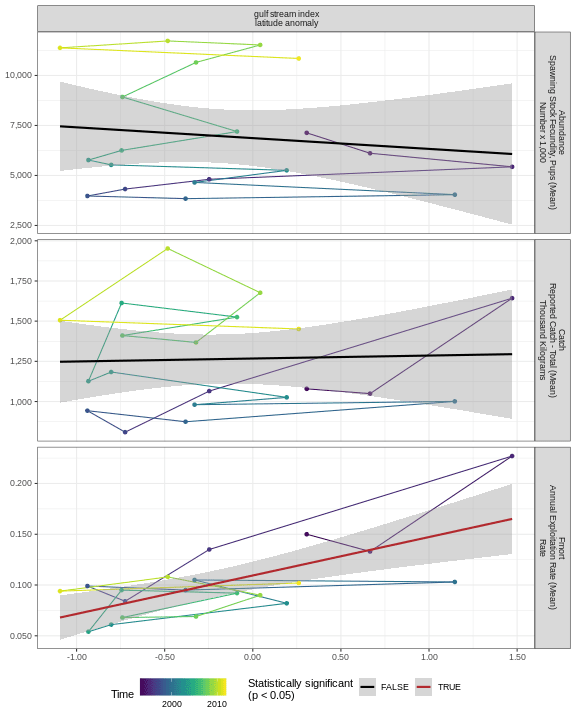 gulf stream index
latitude anomaly
10,000
7,500
5,000
2,500
Abundance
Spawning Stock Fecundity, Pups (Mean)
Number x 1,000
2,000
1,750
1,500
1,250
1,000
Catch
Reported Catch - Total (Mean)
Thousand Kilograms
0.200
0.150
0.100
0.050
Fmort
Annual Exploitation Rate (Mean)
Rate
-1.00
-0.50
0.00
0.50
1.00
1.50
Time
2000
2010
Statistically significant
(p < 0.05)
FALSE
TRUE